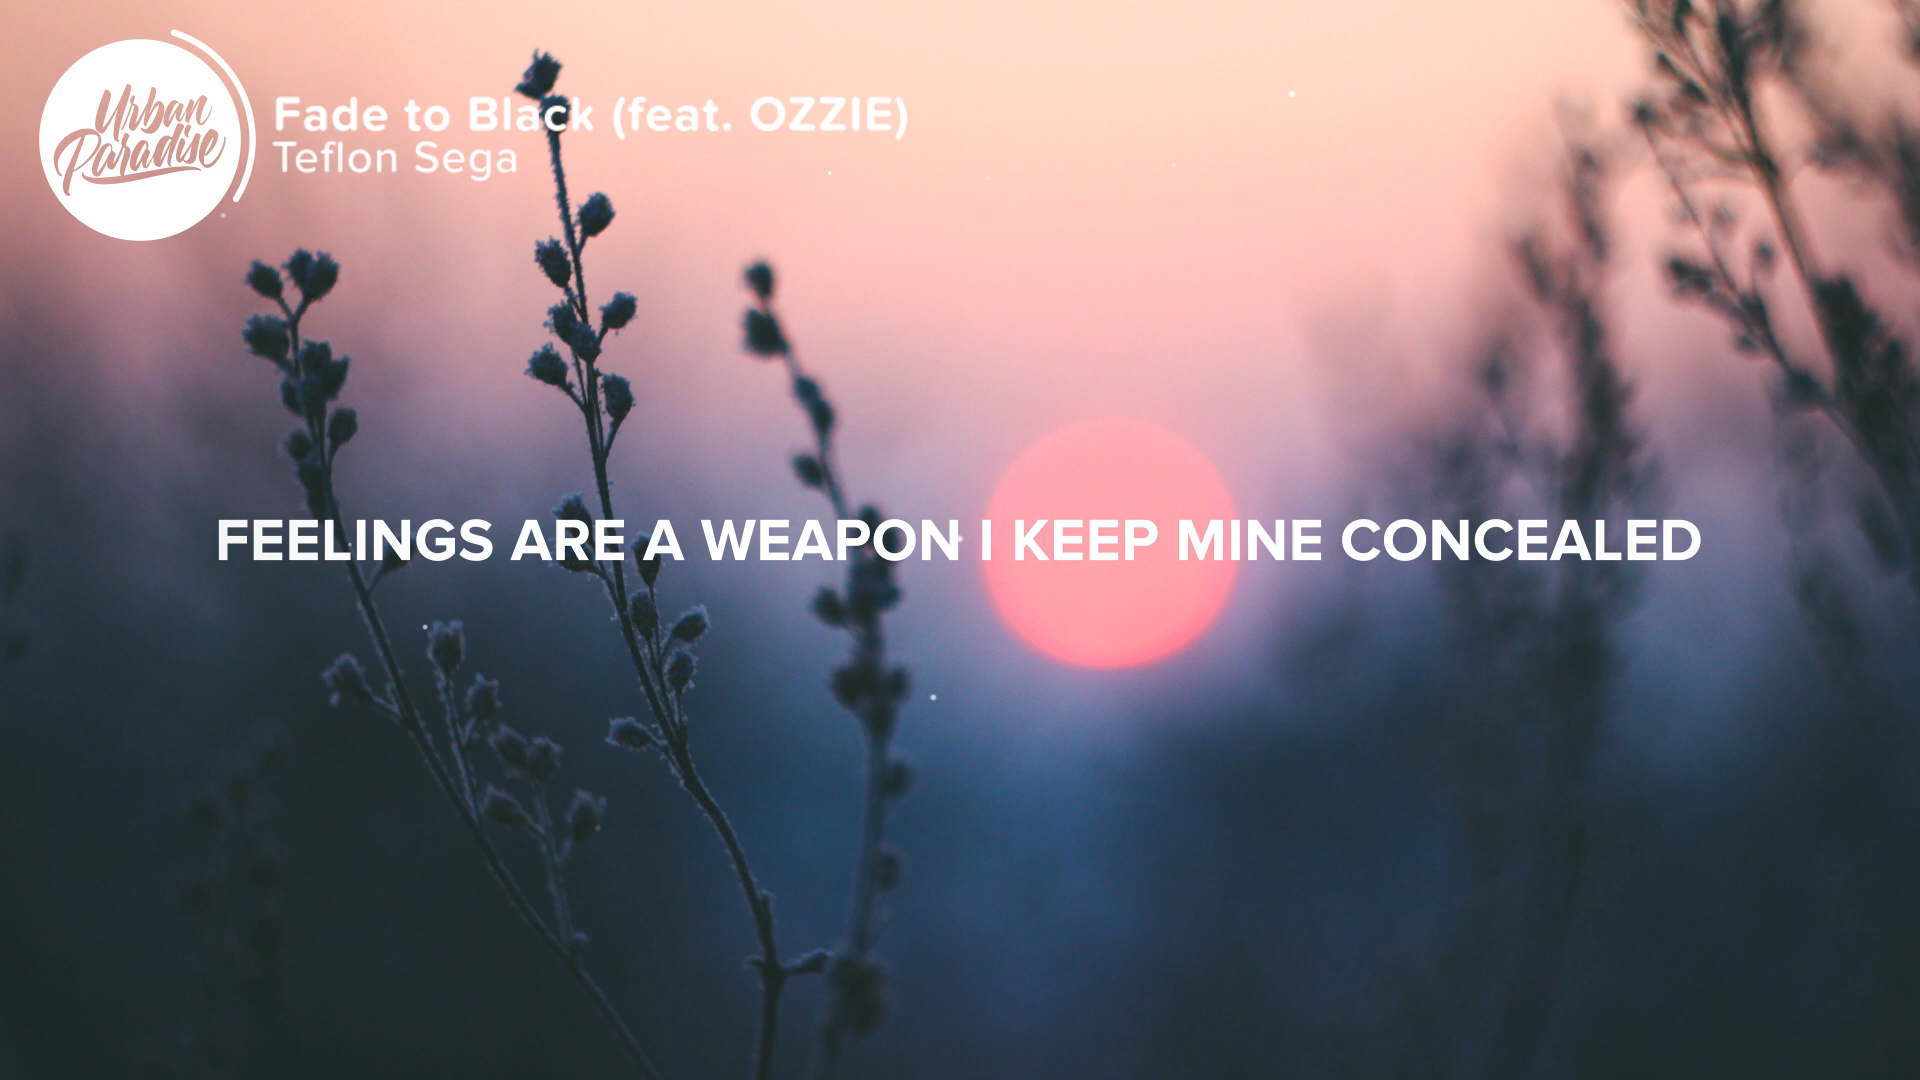 Urban
Paradise
Fade to Black (feat. OZZIE)
Teflon Sega
FEELINGS ARE A WEAPON I KEEP MINE CONCEALED